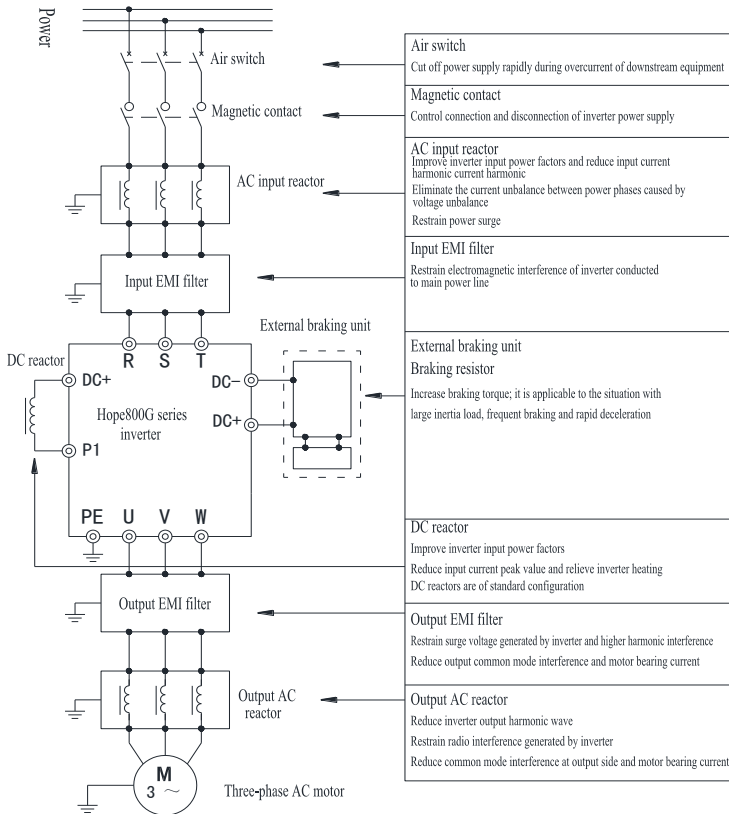 Power
Air switch
Magnetic contact
AC input reactor
Input EMI filter
External braking unit
R S T
DC reactor
DC+
DC-
Hope800G series
inverter
DC+
P1
PE U V W
Output EMI filter
Output AC
reactor
M
3 ~
Three-phase AC motor
Air switch
Cut off power supply rapidly during overcurrent of downstream equipment
Magnetic contact
Control connection and disconnection of inverter power supply
AC input reactor
Improve inverter input power factors and reduce input current
harmonic current harmonic
Eliminate the current unbalance between power phases caused by
voltage unbalance
Restrain power surge
Input EMI filter
Restrain electromagnetic interference of inverter conducted
to main power line
External braking unit
Braking resistor
Increase braking torque; it is applicable to the situation with
large inertia load, frequent braking and rapid deceleration
DC reactor
Improve inverter input power factors
Reduce input current peak value and relieve inverter heating
DC reactors are of standard configuration
Output EMI filter
Restrain surge voltage generated by inverter and higher harmonic interference
Reduce output common mode interference and motor bearing current
Output AC reactor
Reduce inverter output harmonic wave
Restrain radio interference generated by inverter
Reduce common mode interference at output side and motor bearing current